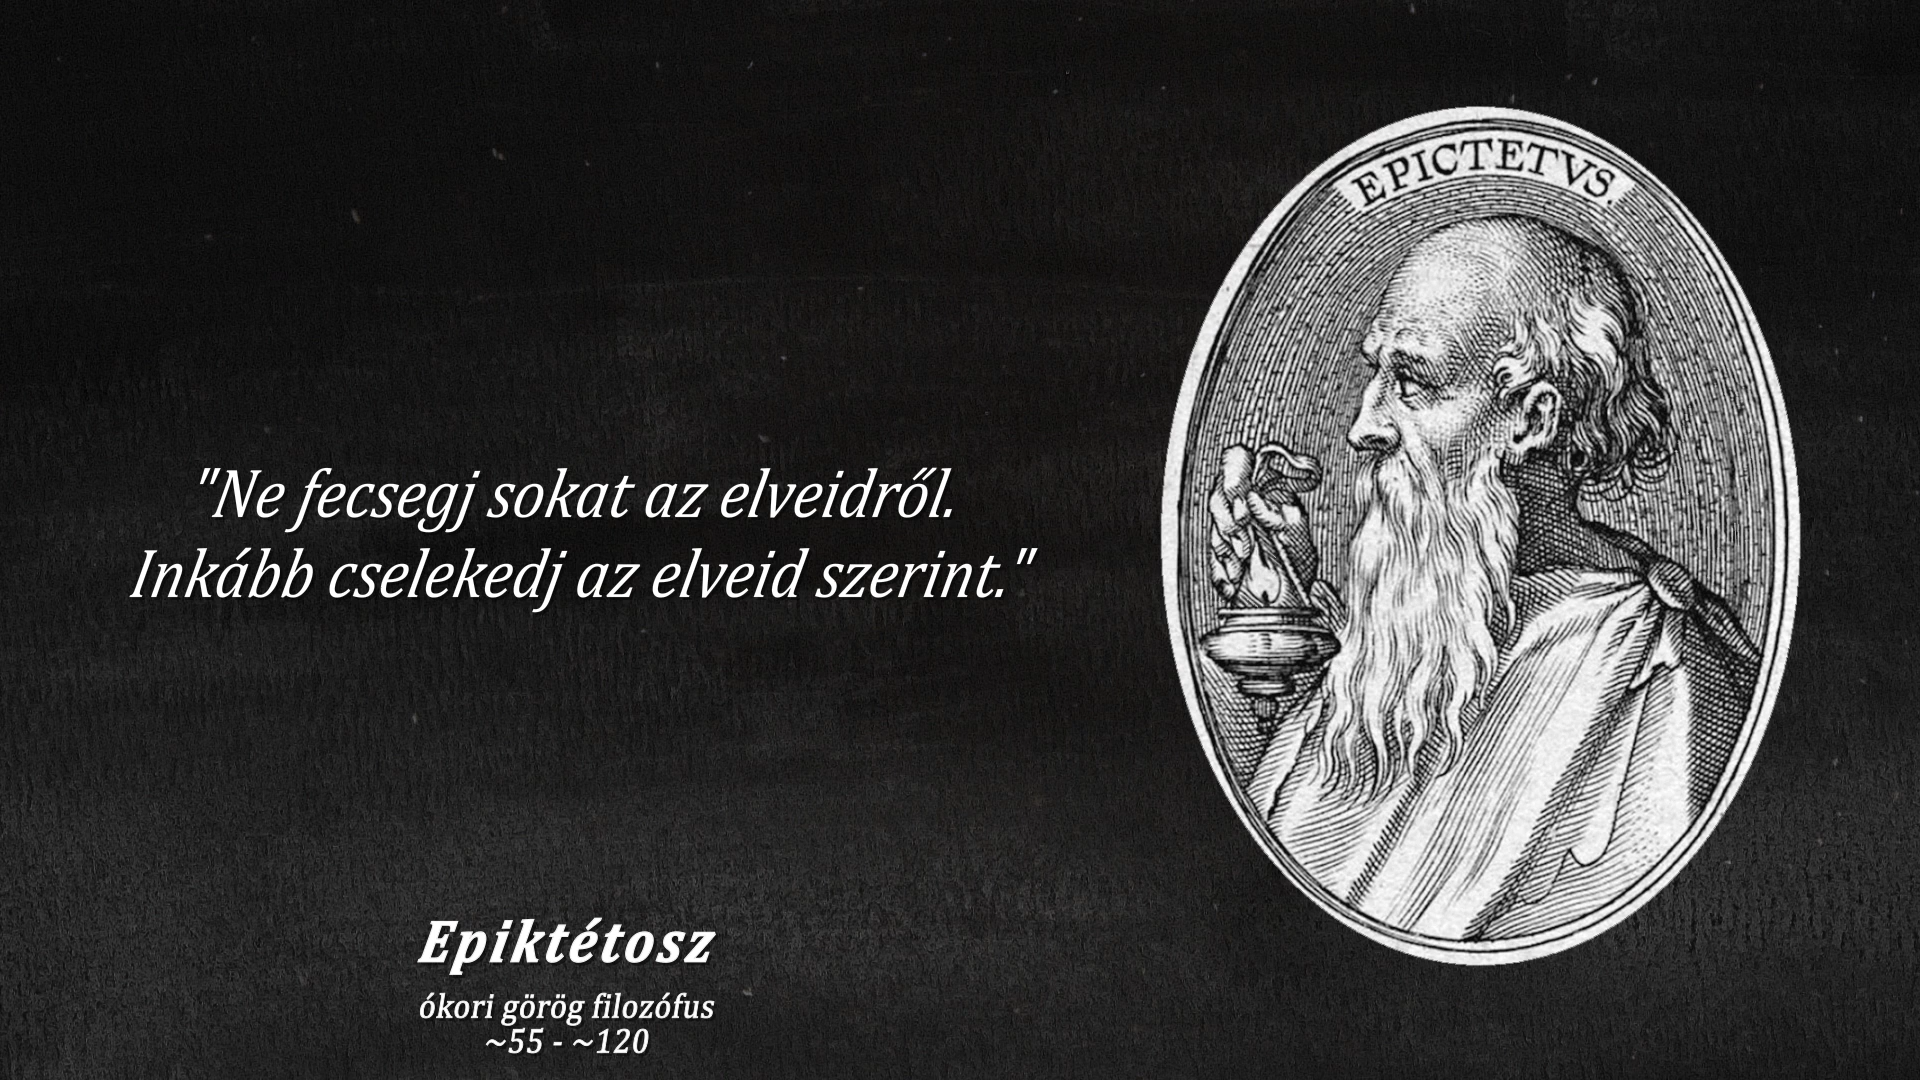 "Ne fecsegj sokat az elveidről.
Inkább cselekedj az elveid szerint."
EPICTETVS.
Epiktétosz
ókori görög filozófus
~55 - ~120